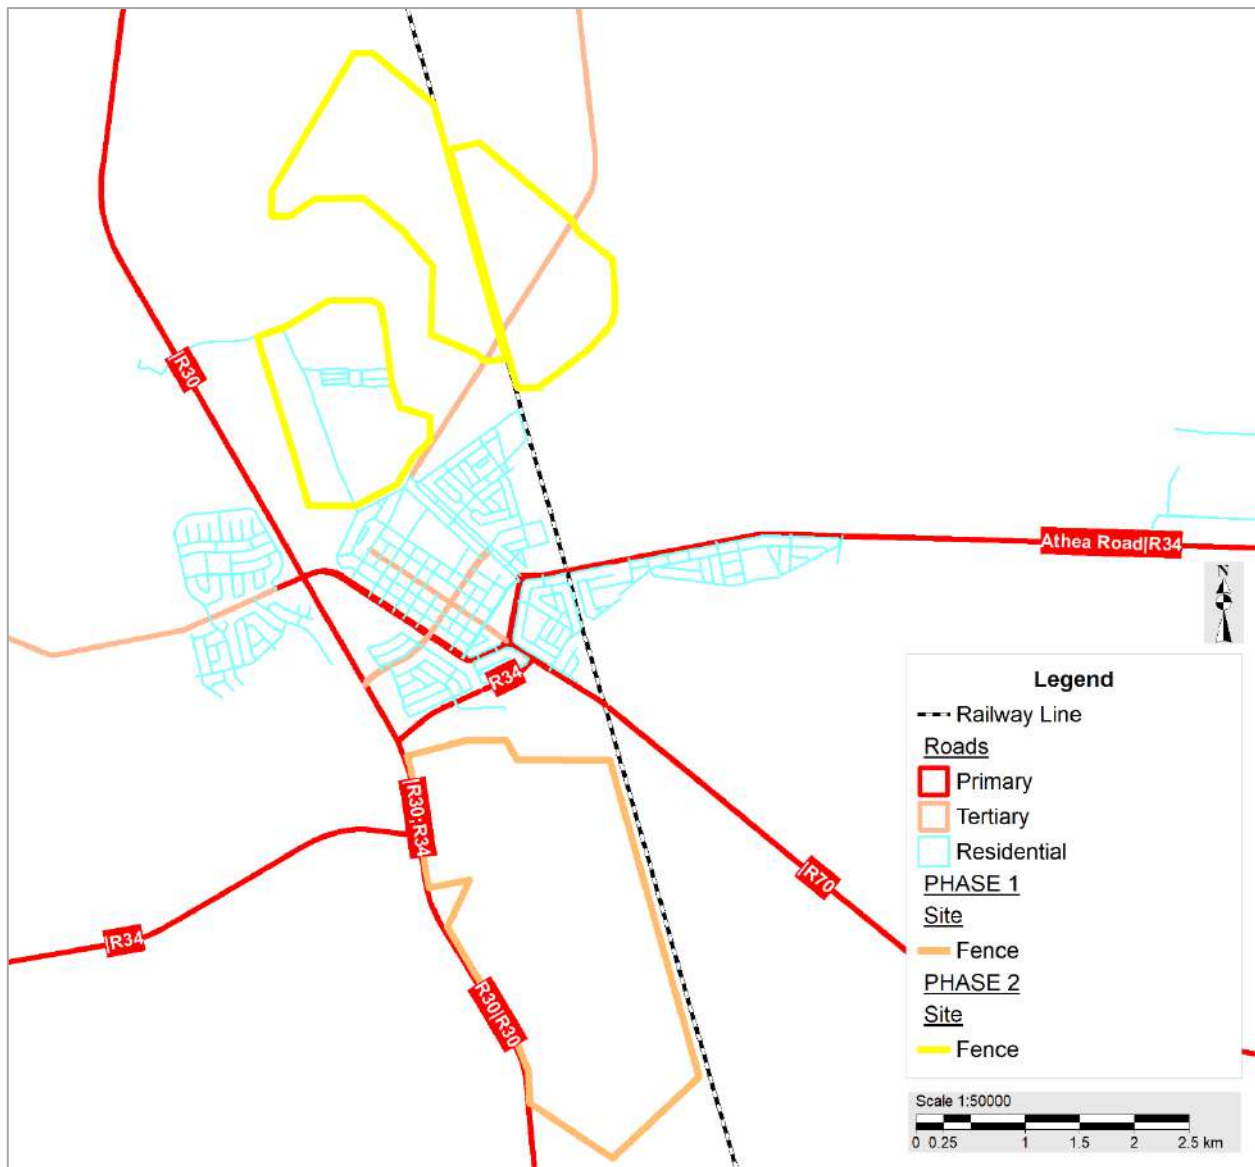 |R30
Athea Road|R34
N
R34
|R30;R34
|R70
|R34
R30|R30
Legend
Railway Line
Roads
Primary
Tertiary
Residential
PHASE 1
Site
Fence
PHASE 2
Site
Fence
Scale 1:50000
0 0.25 1 1.5 2 2.5 km